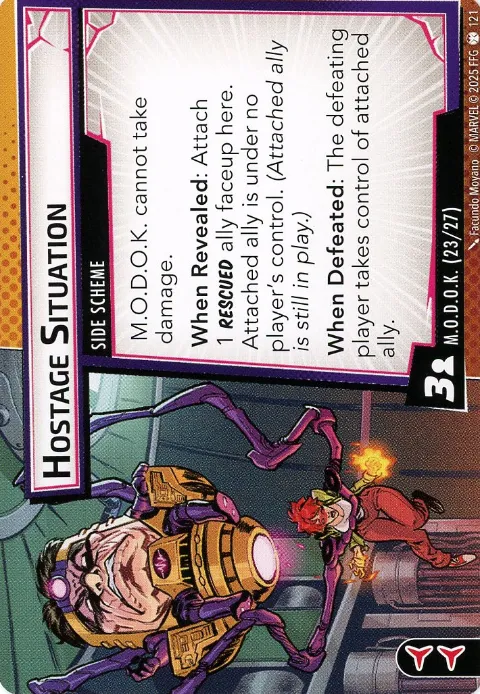 HOSTAGE SITUATION
SIDE SCHEME
M.O.D.O.K. cannot take
damage.
When Revealed: Attach
1 RESCUED ally faceup here.
Attached ally is under no
player's control. (Attached ally
is still in play.)
When Defeated: The defeating
player takes control of attached
ally.
3
M.O.D.O.K. (23/27)
Facundo Moyano © MARVEL © 2025 FFG 121